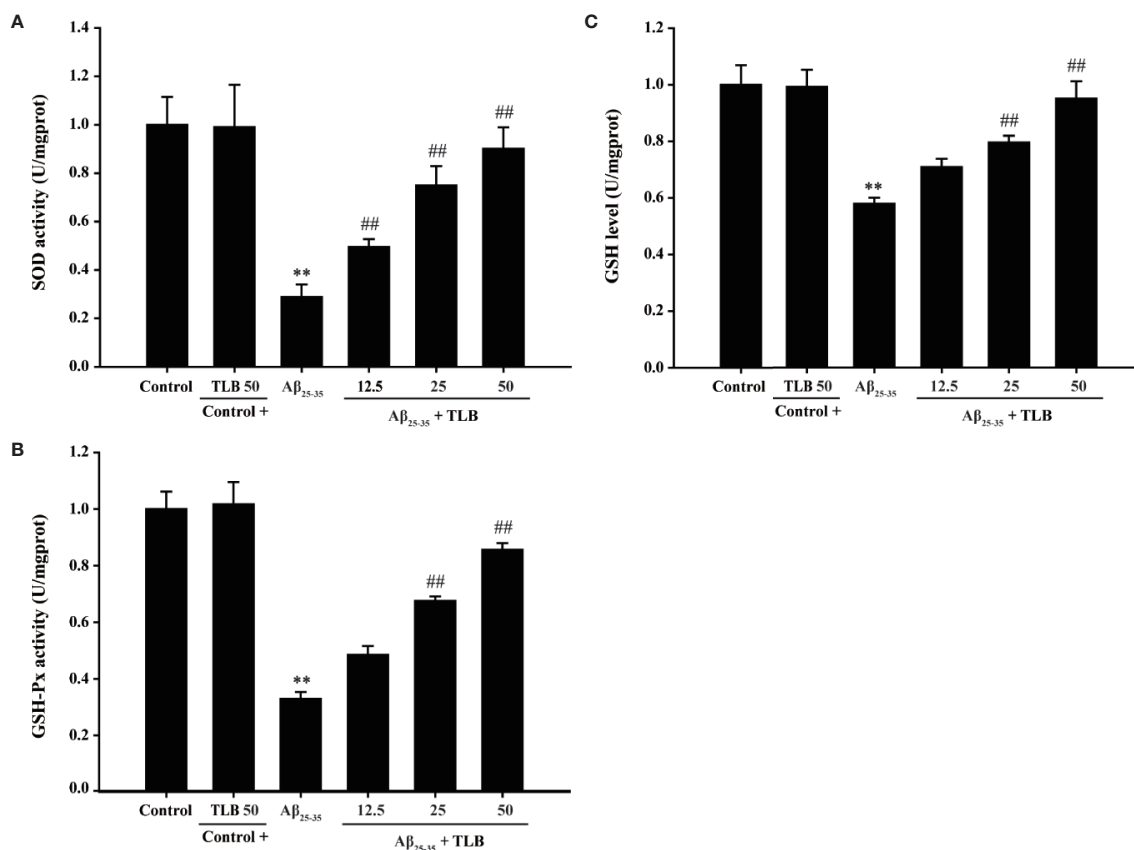 A
SOD activity (U/mgprot)
1.4
1.2
1.0
0.8
0.6
0.4
0.2
0.0
**
##
##
##
Control
TLB 50
Aβ25-35
12.5
25
50
Control +
Aβ25-35 + TLB
C
GSH level (U/mgprot)
1.2
1.0
0.8
0.6
0.4
0.2
0.0
**
##
##
Control
TLB 50
Aβ25-35
12.5
25
50
Control +
Aβ25-35 + TLB
B
GSH-Px activity (U/mgprot)
1.2
1.0
0.8
0.6
0.4
0.2
0.0
**
##
##
Control
TLB 50
Aβ25-35
12.5
25
50
Control +
Aβ25-35 + TLB